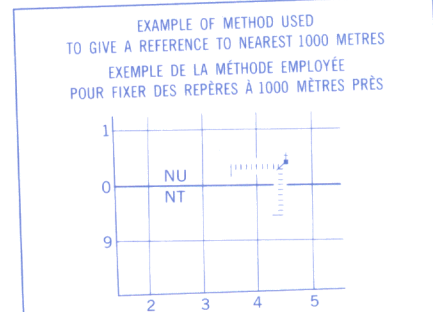 EXAMPLE OF METHOD USED
TO GIVE A REFERENCE TO NEAREST 1000 METRES
EXEMPLE DE LA MÉTHODE EMPLOYÉE
POUR FIXER DES REPÈRES À 1000 MÈTRES PRÈS
1
NU
0
NT
9
2 3 4 5